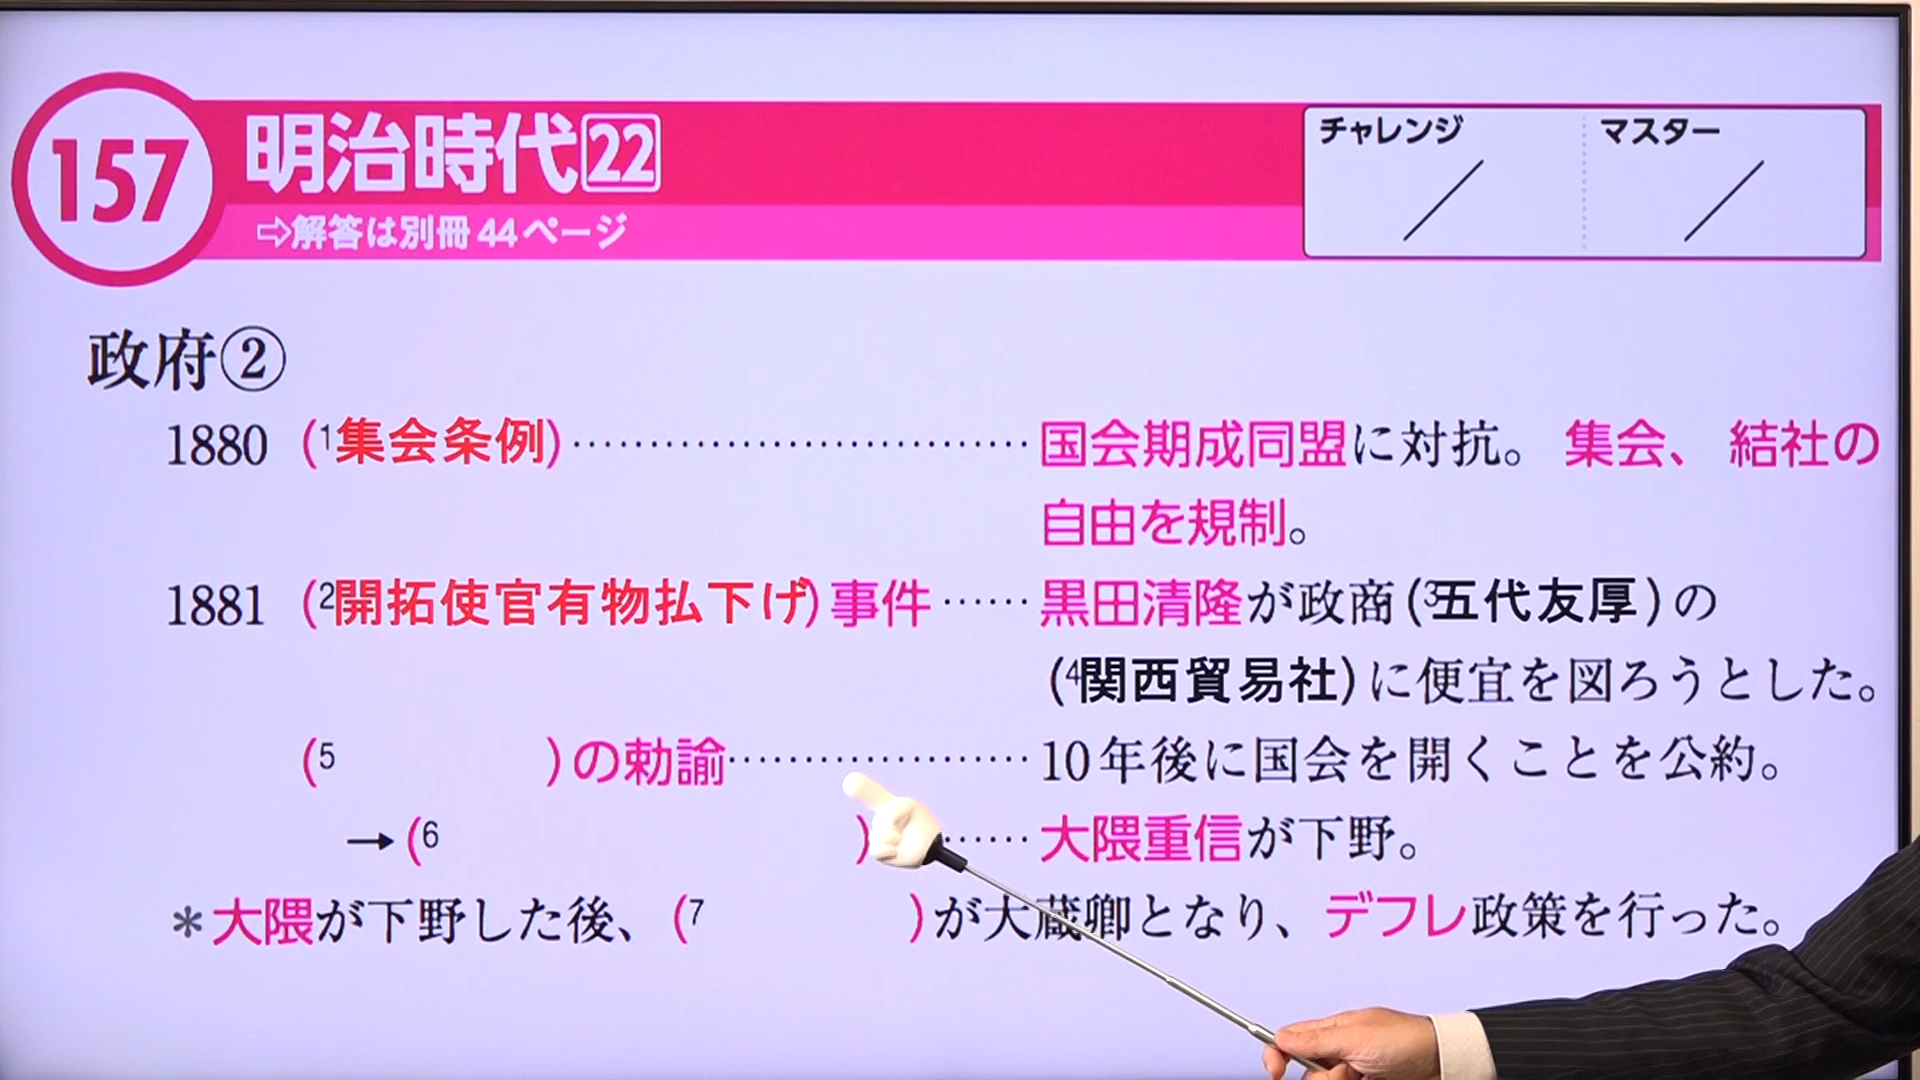 157 明治時代22
⇨解答は別冊44ページ
チャレンジ マスター
政府②
1880 (1集会条例)…………………………国会期成同盟に対抗。集会、結社の
自由を規制。
1881 (2開拓使官有物払下げ)事件……黒田清隆が政商(3五代友厚)の
(4関西貿易社)に便宜を図ろうとした。
(5 )の勅諭…………………10年後に国会を開くことを公約。
→(6 )……大隈重信が下野。
*大隈が下野した後、(7 )が大蔵卿となり、デフレ政策を行った。